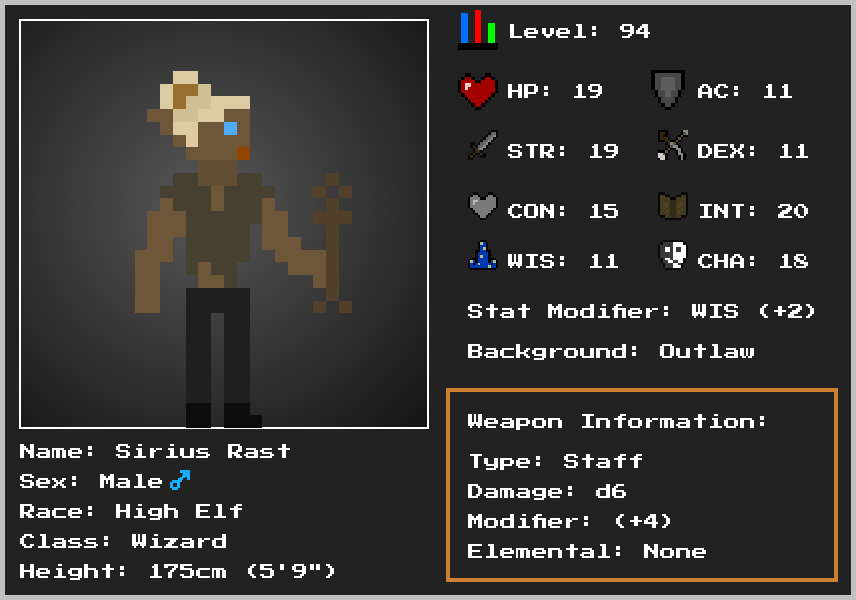 Level: 94
HP: 19 AC: 11
STR: 19 DEX: 11
CON: 15 INT: 20
WIS: 11 CHA: 18
Stat Modifier: WIS (+2)
Background: Outlaw
Weapon Information:
Type: Staff
Damage: d6
Modifier: (+4)
Elemental: None
Name: Sirius Rast
Sex: Male♂
Race: High Elf
Class: Wizard
Height: 175cm (5'9")